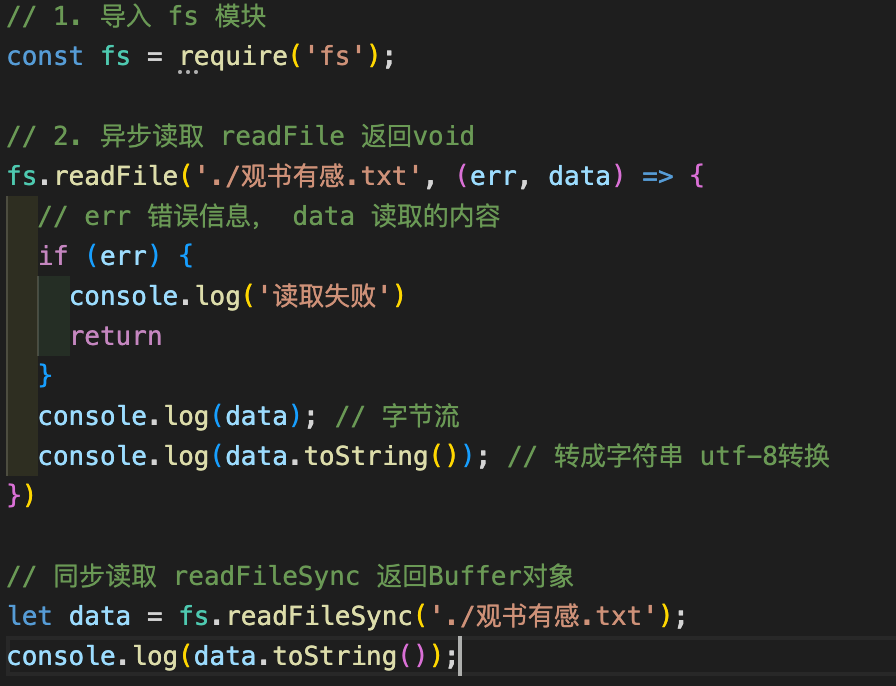 // 1. 导入 fs 模块
const fs = require('fs');
// 2. 异步读取 readFile 返回void
fs.readFile('./观书有感.txt', (err, data) => {
// err 错误信息， data 读取的内容
if (err) {
console.log('读取失败')
return
}
console.log(data); // 字节流
console.log(data.toString()); // 转成字符串 utf-8转换
})
// 同步读取 readFileSync 返回Buffer对象
let data = fs.readFileSync('./观书有感.txt');
console.log(data.toString());